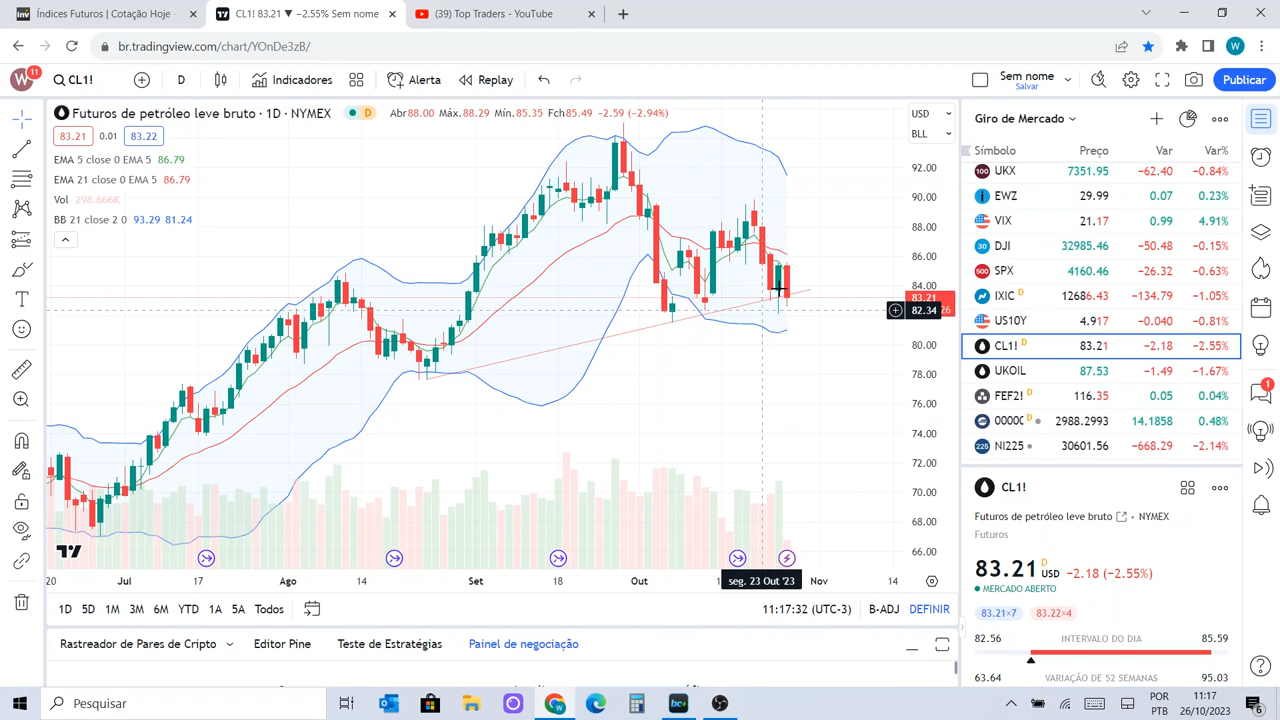 Índices Futuros | Cotação Hoje -
CL1! 83.21 ▼ −2.55% Sem nome
(39) Top Traders - YouTube
br.tradingview.com/chart/YOnDe3zB/
W
W 11
CL1!
D
Indicadores
Alerta
Replay
Sem nome
Salvar
Publicar
Futuros de petróleo leve bruto · 1D · NYMEX
D
Abr88.00 Máx.88.29 Mín.85.35 Fch85.49 −2.59 (−2.94%)
83.21 0.01 83.22
EMA 5 close 0 EMA 5 86.79
EMA 21 close 0 EMA 5 86.79
Vol 298.666K
BB 21 close 2 0 93.29 81.24
USD
BLL
92.00
90.00
88.00
86.00
84.00
83.21
82.34
80.00
78.00
76.00
74.00
72.00
70.00
68.00
66.00
20 Jul 17 Ago 14 Set 18 Out seg. 23 Out '23 Nov 14
1D 5D 1M 3M 6M YTD 1A 5A Todos
11:17:32 (UTC-3) B-ADJ DEFINIR
Rastreador de Pares de Cripto Editor Pine Teste de Estratégias Painel de negociação
Giro de Mercado
Símbolo Preço Var Var%
UKX 7351.95 −62.40 −0.84%
EWZ 29.99 0.07 0.23%
VIX 21.17 0.99 4.91%
DJI 32985.46 −50.48 −0.15%
SPX 4160.46 −26.32 −0.63%
IXIC D 12686.43 −134.79 −1.05%
US10Y 4.917 −0.040 −0.81%
CL1! D 83.21 −2.18 −2.55%
UKOIL 87.53 −1.49 −1.67%
FEF2! D 116.35 0.05 0.04%
00000 D 2988.2993 14.1858 0.48%
NI225 30601.56 −668.29 −2.14%
CL1!
Futuros de petróleo leve bruto • NYMEX
Futuros
83.21 D USD −2.18 (−2.55%)
MERCADO ABERTO
83.21×7 83.22×4
82.56 INTERVALO DO DIA 85.59
63.64 VARIAÇÃO DE 52 SEMANAS 95.03
1
Pesquisar
bc+
POR
PTB
11:17
26/10/2023
6